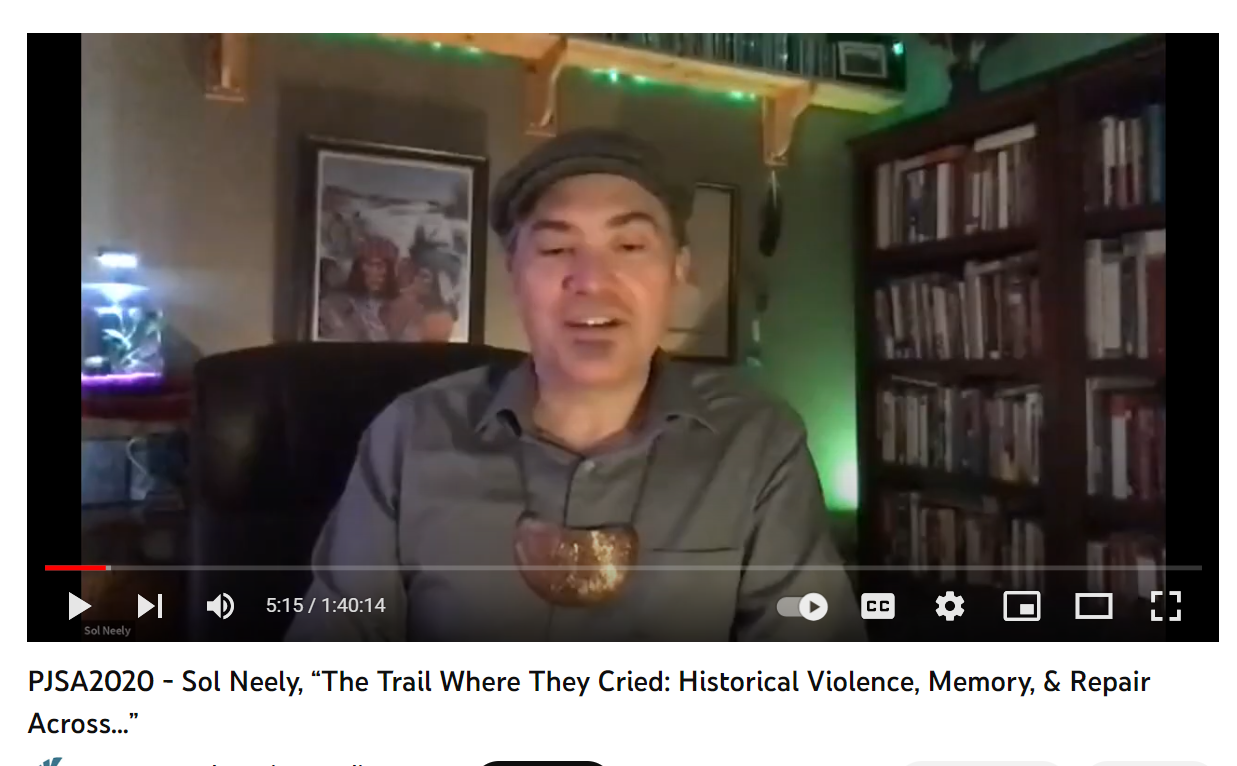 5:15 / 1:40:14
CC
Sol Neely
PJSA2020 - Sol Neely, “The Trail Where They Cried: Historical Violence, Memory, & Repair
Across...”